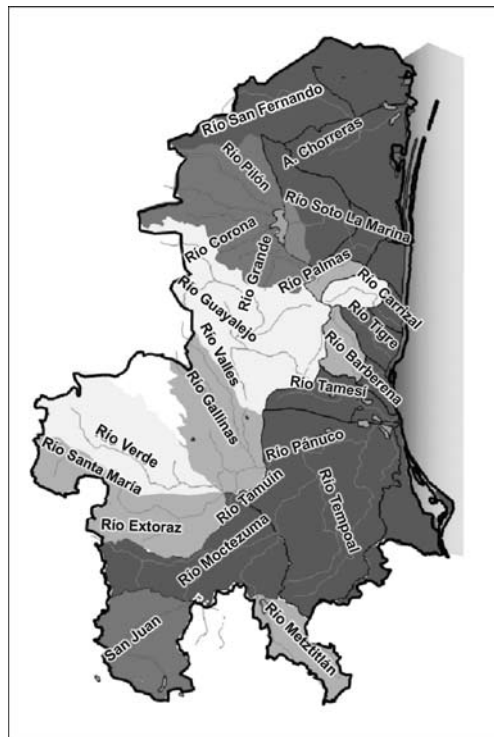 Río San Fernando
A. Chorreras
Río Pilón
Río Soto La Marina
Río Corona
Río Grande
Río Palmas
Río Carrizal
Río Guayalejo
Río Tigre
Río Valles
Río Barberena
Río Gallinas
Río Tamesí
Río Verde
Río Pánuco
Río Santa María
Río Tamuín
Río Tempoal
Río Extoraz
Río Moctezuma
San Juan
Río Metztitlán